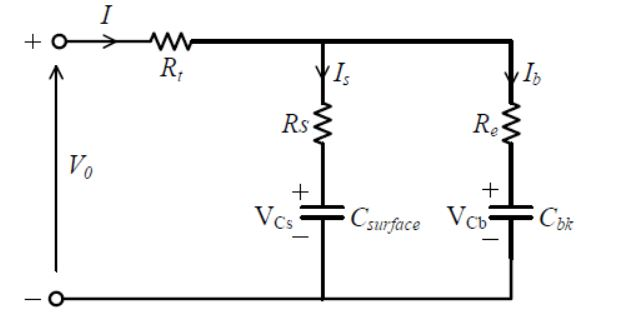 I
+
R_t
I_s
I_b
Rs
R_e
V_0
+
+
V_Cs
C_surface
V_Cb
C_bk
−
−
−